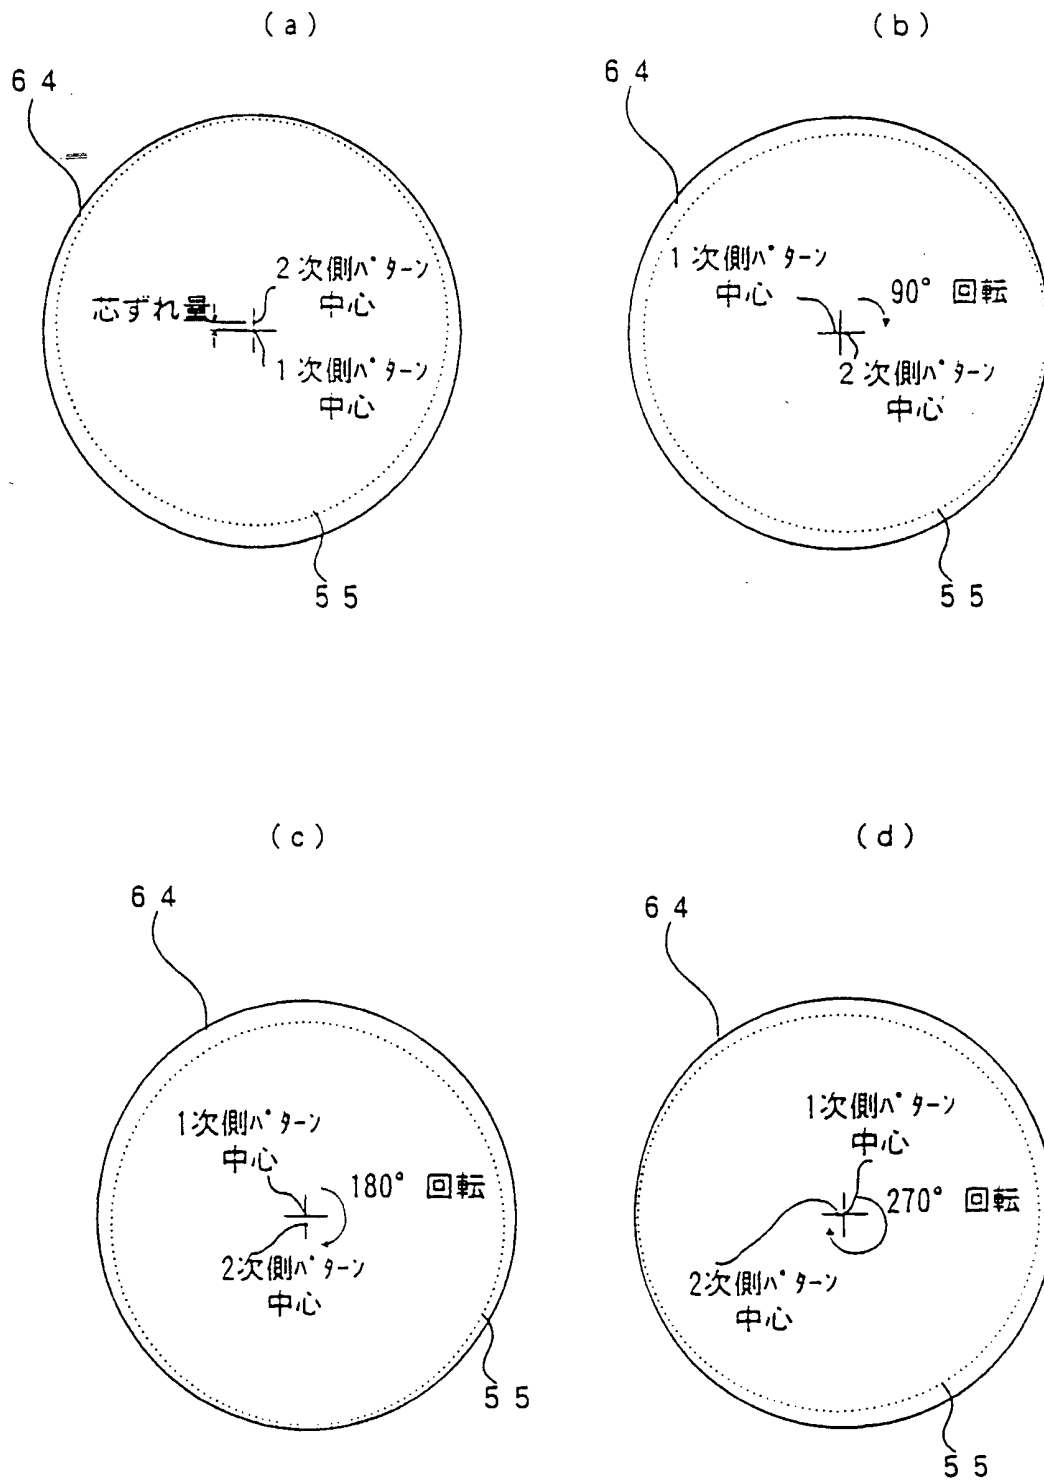 (a)
64
2次側パターン
中心
芯ずれ量
1次側パターン
中心
55
(b)
64
1次側パターン
中心
90° 回転
2次側パターン
中心
55
(c)
64
1次側パターン
中心
180° 回転
2次側パターン
中心
55
(d)
64
1次側パターン
中心
270° 回転
2次側パターン
中心
55